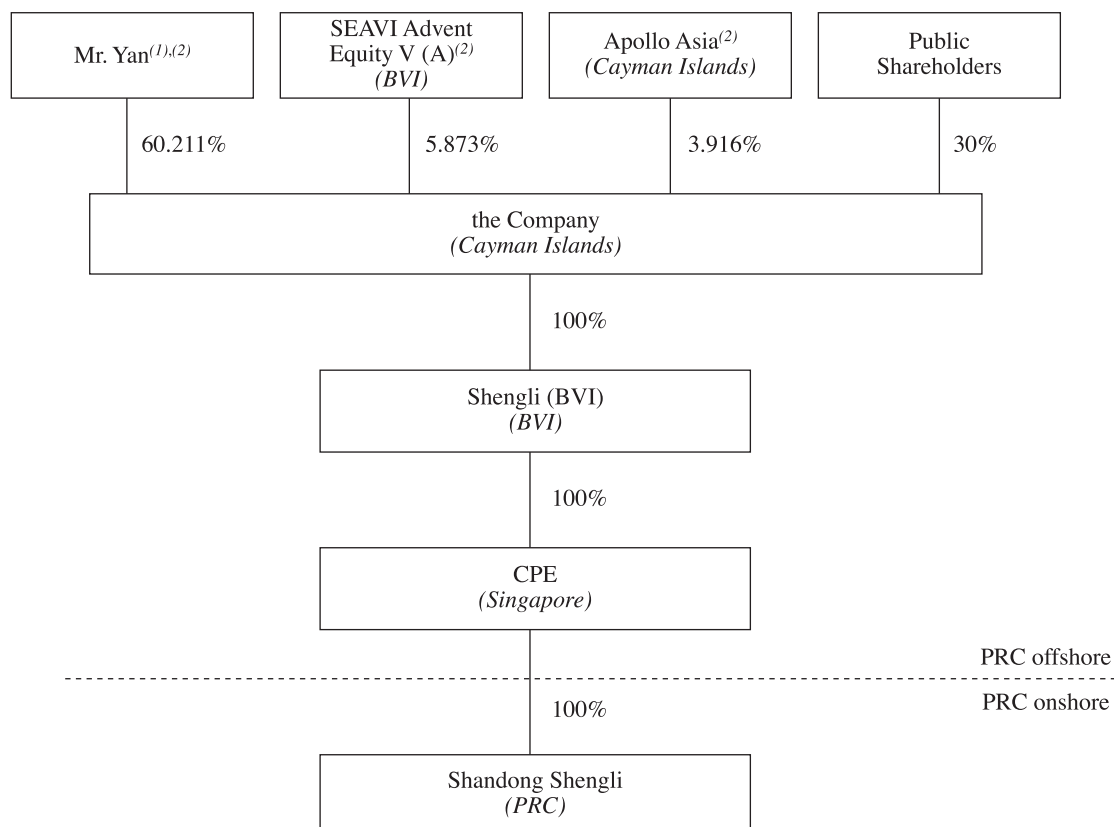 Mr. Yan(1),(2)
SEAVI Advent
Equity V (A)(2)
(BVI)
Apollo Asia(2)
(Cayman Islands)
Public
Shareholders
60.211%
5.873%
3.916%
30%
the Company
(Cayman Islands)
100%
Shengli (BVI)
(BVI)
100%
CPE
(Singapore)
PRC offshore
PRC onshore
100%
Shandong Shengli
(PRC)